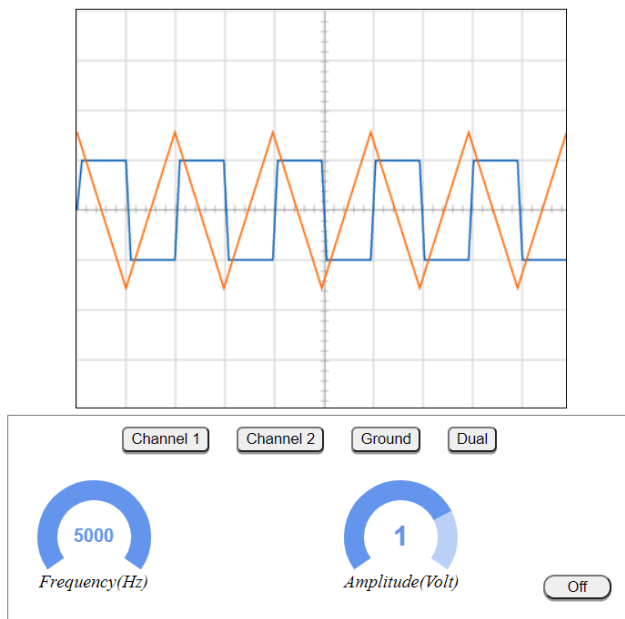 Channel 1 Channel 2 Ground Dual
5000 1
Frequency(Hz) Amplitude(Volt)
Off